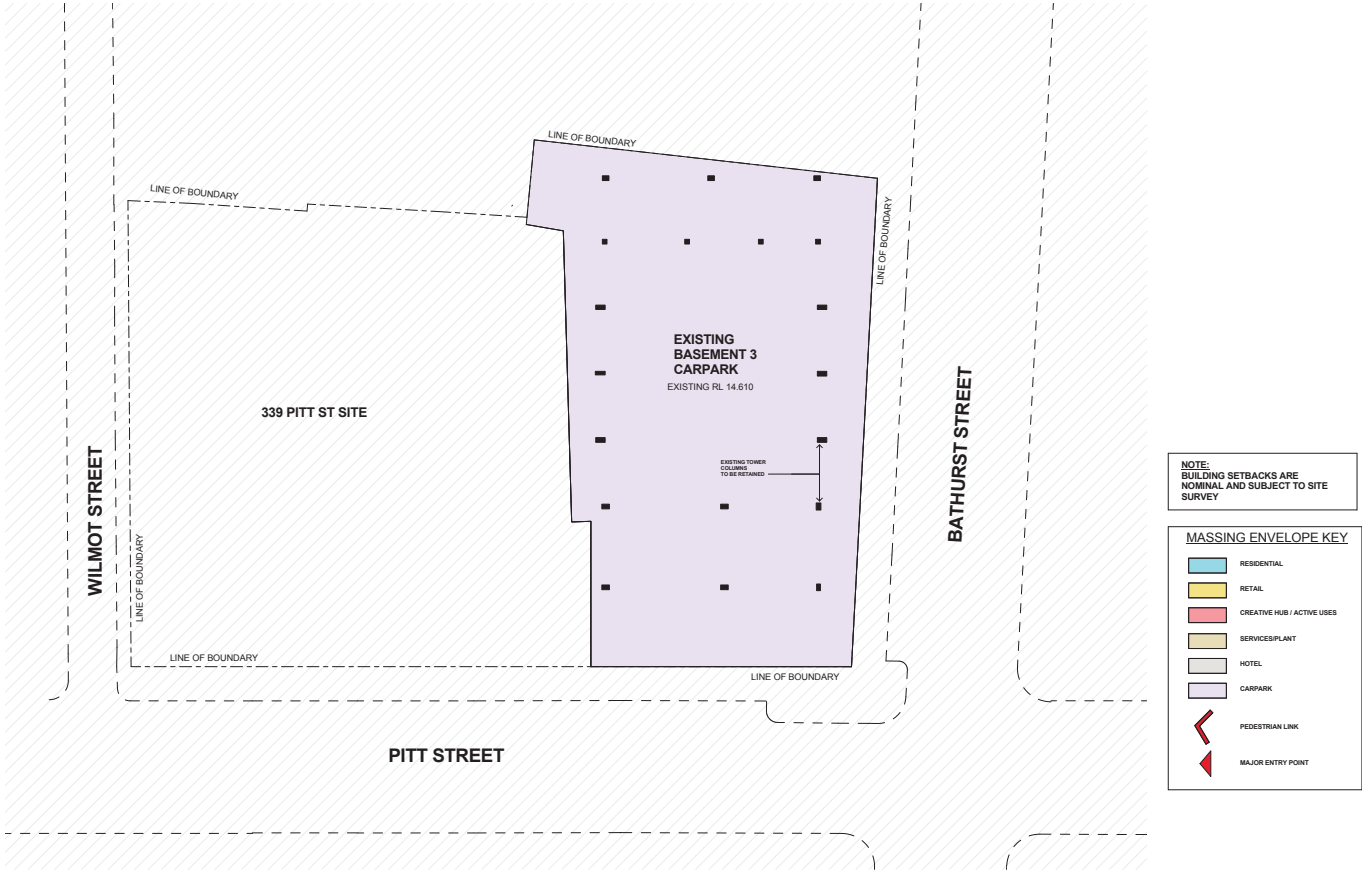 LINE OF BOUNDARY
LINE OF BOUNDARY
LINE OF BOUNDARY
EXISTING
BASEMENT 3
CARPARK
EXISTING RL 14.610
339 PITT ST SITE
EXISTING TOWER
COLUMNS
TO BE RETAINED
WILMOT STREET
BATHURST STREET
LINE OF BOUNDARY
LINE OF BOUNDARY
LINE OF BOUNDARY
PITT STREET
NOTE:
BUILDING SETBACKS ARE
NOMINAL AND SUBJECT TO SITE
SURVEY
MASSING ENVELOPE KEY
RESIDENTIAL
RETAIL
CREATIVE HUB / ACTIVE USES
SERVICES/PLANT
HOTEL
CARPARK
PEDESTRIAN LINK
MAJOR ENTRY POINT